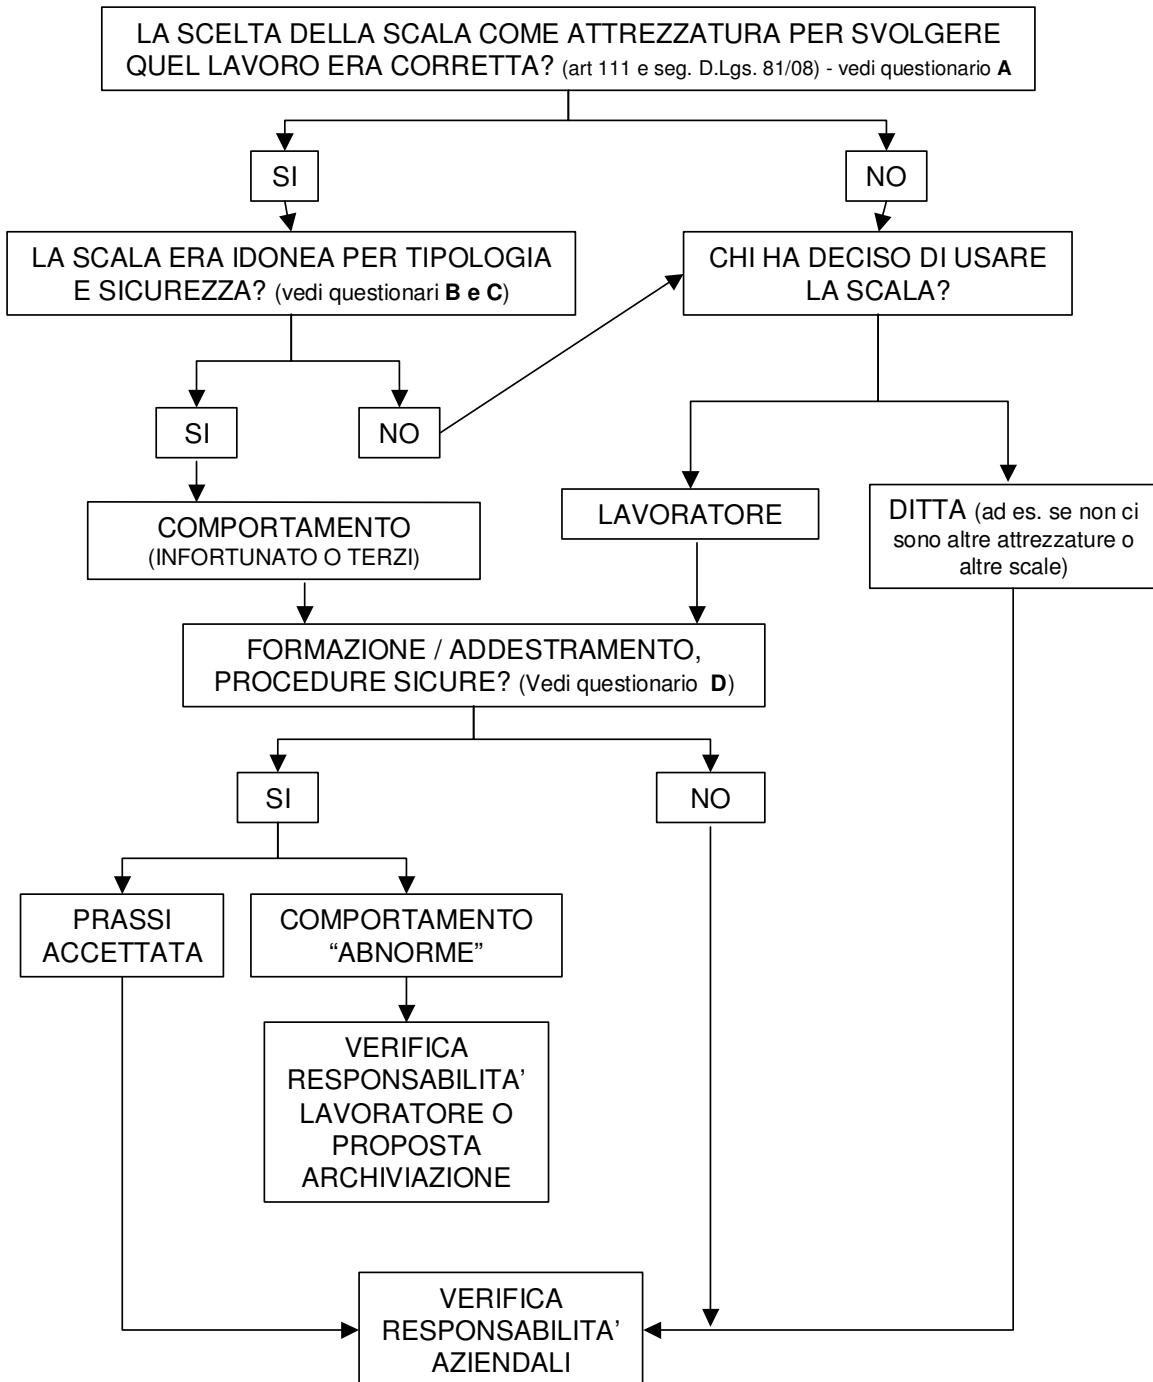 LA SCELTA DELLA SCALA COME ATTREZZATURA PER SVOLGERE
QUEL LAVORO ERA CORRETTA? (art 111 e seg. D.Lgs. 81/08) - vedi questionario A
SI
NO
LA SCALA ERA IDONEA PER TIPOLOGIA
E SICUREZZA? (vedi questionari B e C)
CHI HA DECISO DI USARE
LA SCALA?
SI
NO
COMPORTAMENTO
(INFORTUNATO O TERZI)
LAVORATORE
DITTA (ad es. se non ci
sono altre attrezzature o
altre scale)
FORMAZIONE / ADDESTRAMENTO,
PROCEDURE SICURE? (Vedi questionario D)
SI
NO
PRASSI
ACCETTATA
COMPORTAMENTO
“ABNORME”
VERIFICA
RESPONSABILITA’
LAVORATORE O
PROPOSTA
ARCHIVIAZIONE
VERIFICA
RESPONSABILITA’
AZIENDALI